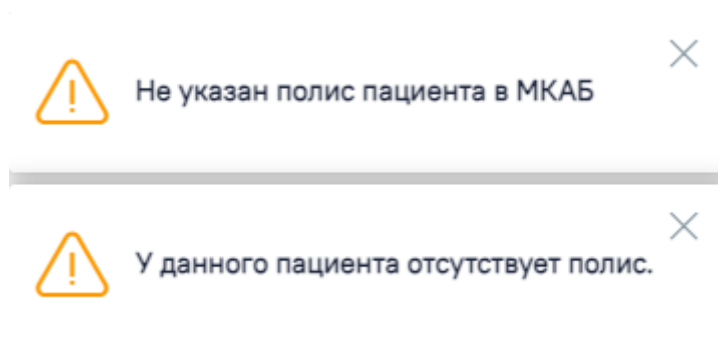 Не указан полис пациента в МКАБ
У данного пациента отсутствует полис.